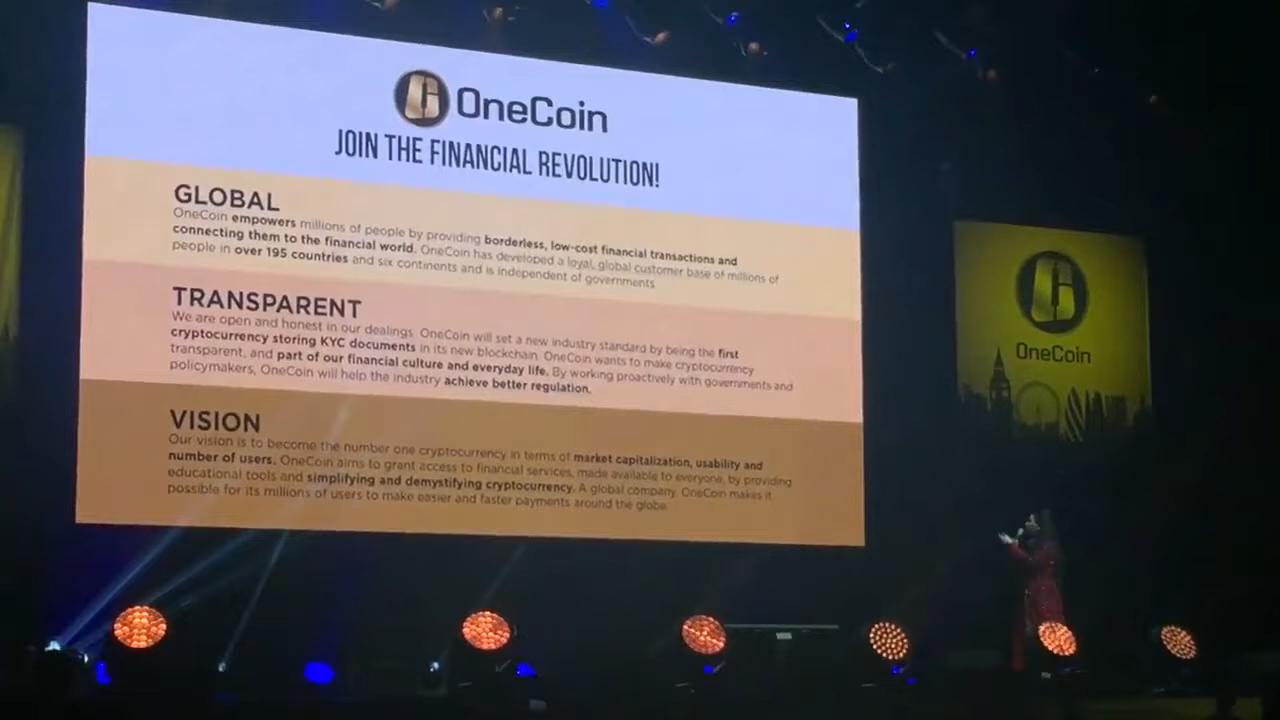 OneCoin
JOIN THE FINANCIAL REVOLUTION!
GLOBAL
OneCoin empowers millions of people by providing borderless, low-cost financial transactions and
connecting them to the financial world. OneCoin has developed a loyal, global customer base of millions of
people in over 195 countries and six continents and is independent of governments.
TRANSPARENT
We are open and honest in our dealings. OneCoin will set a new industry standard by being the first
cryptocurrency storing KYC documents in its new blockchain. OneCoin wants to make cryptocurrency
transparent, and part of our financial culture and everyday life. By working proactively with governments and
policymakers, OneCoin will help the industry achieve better regulation.
VISION
Our vision is to become the number one cryptocurrency in terms of market capitalization, usability and
number of users. OneCoin aims to grant access to financial services, made available to everyone, by providing
educational tools and simplifying and demystifying cryptocurrency. A global company, OneCoin makes it
possible for its millions of users to make easier and faster payments around the globe.
OneCoin